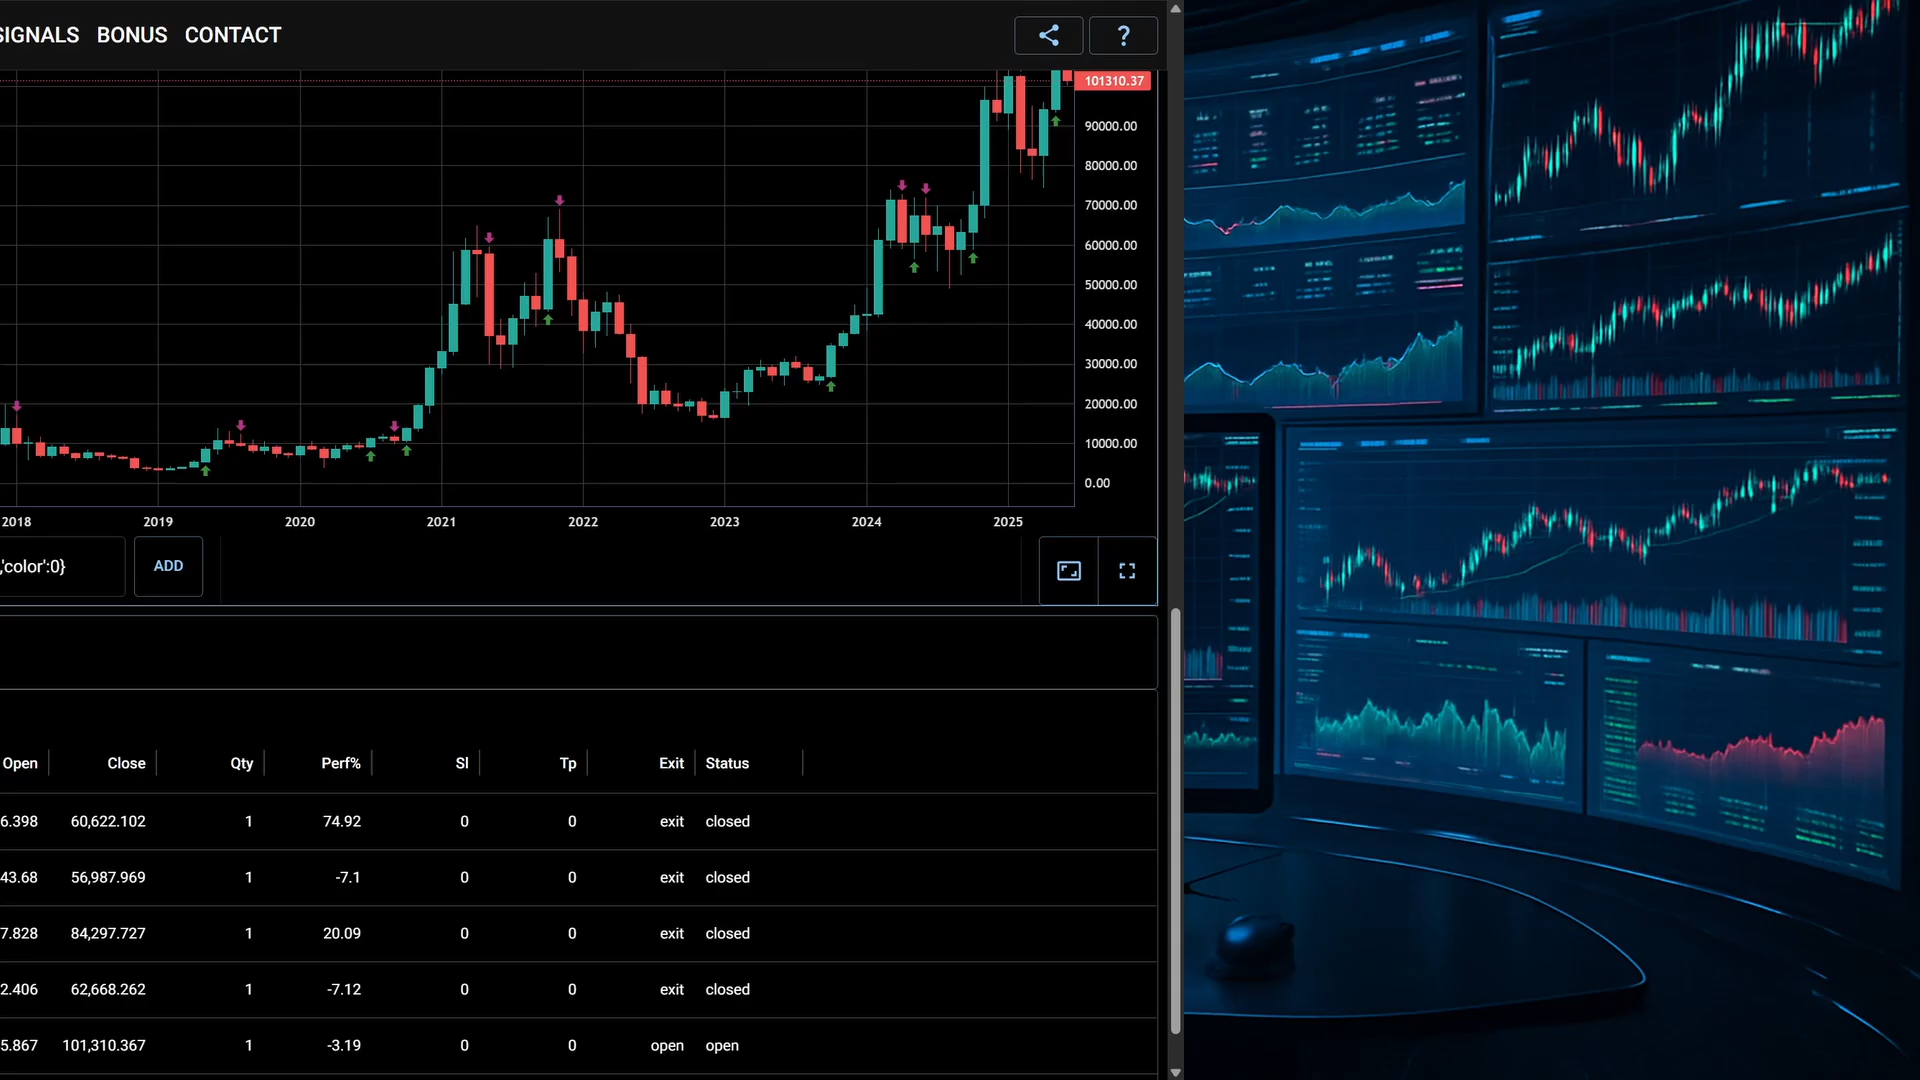 SIGNALS BONUS CONTACT ?
101310.37
90000.00
80000.00
70000.00
60000.00
50000.00
40000.00
30000.00
20000.00
10000.00
0.00
2018 2019 2020 2021 2022 2023 2024 2025
,'color':0} ADD
Open Close Qty Perf% Sl Tp Exit Status
6.398 60,622.102 1 74.92 0 0 exit closed
43.68 56,987.969 1 -7.1 0 0 exit closed
7.828 84,297.727 1 20.09 0 0 exit closed
2.406 62,668.262 1 -7.12 0 0 exit closed
5.867 101,310.367 1 -3.19 0 0 open open